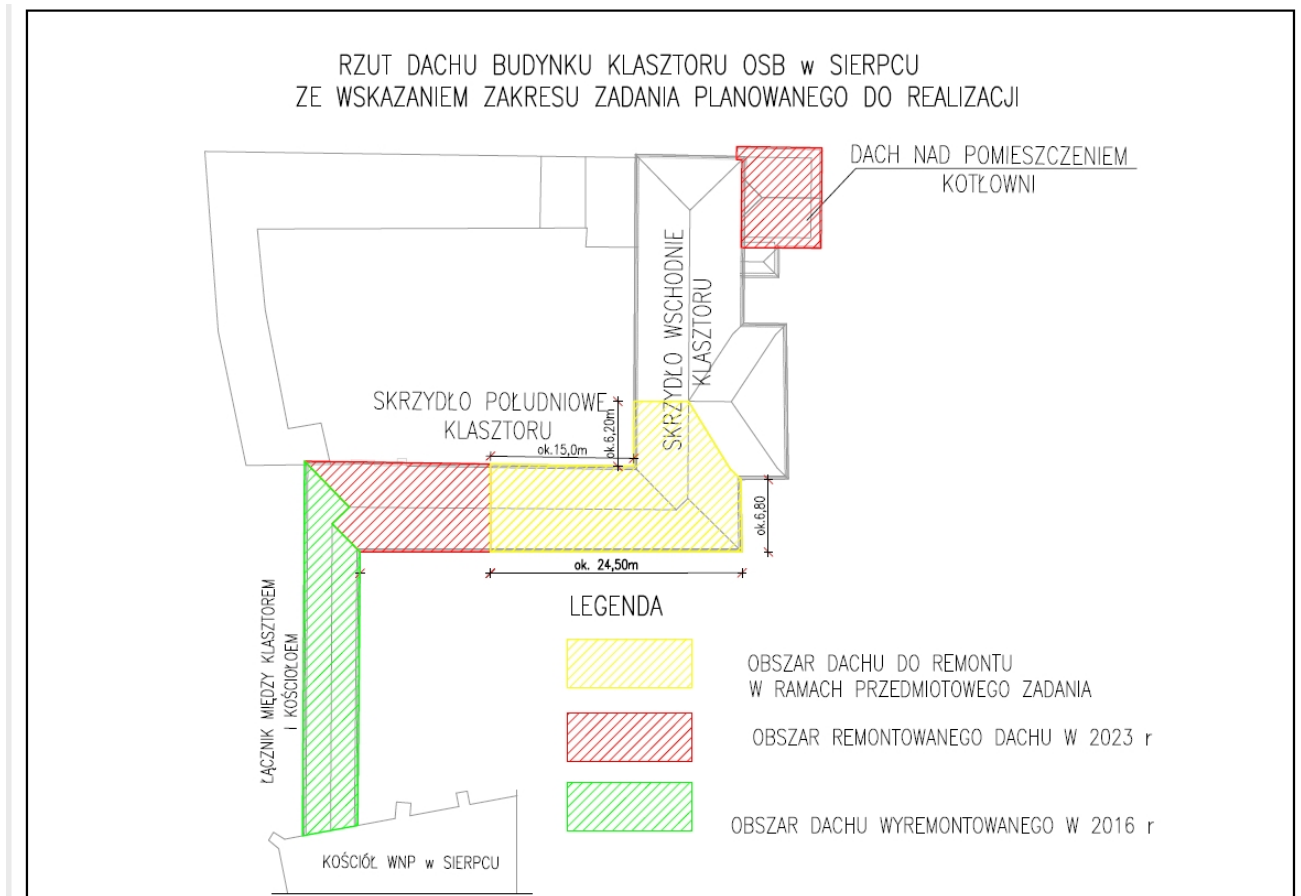 RZUT DACHU BUDYNKU KLASZTORU OSB w SIERPCU
ZE WSKAZANIEM ZAKRESU ZADANIA PLANOWANEGO DO REALIZACJI
DACH NAD POMIESZCZENIEM
KOTŁOWNI
SKRZYDŁO WSCHODNIE
KLASZTORU
SKRZYDŁO POŁUDNIOWE
KLASZTORU
ok.15,0m
ok.6,20m
ok.6,80
ok. 24,50m
ŁĄCZNIK MIĘDZY KLASZTOREM
I KOŚCIOŁOEM
LEGENDA
OBSZAR DACHU DO REMONTU
W RAMACH PRZEDMIOTOWEGO ZADANIA
OBSZAR REMONTOWANEGO DACHU W 2023 r
OBSZAR DACHU WYREMONTOWANEGO W 2016 r
KOŚCIÓŁ WNP w SIERPCU